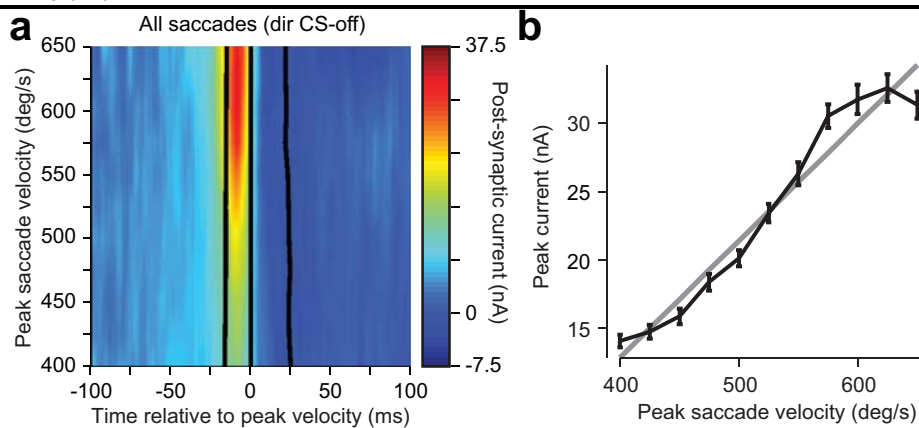 a
All saccades (dir CS-off)
Peak saccade velocity (deg/s)
650
600
550
500
450
400
-100
-50
0
50
100
Time relative to peak velocity (ms)
37.5
0
-7.5
Post-synaptic current (nA)
b
Peak current (nA)
30
25
20
15
400
500
600
Peak saccade velocity (deg/s)